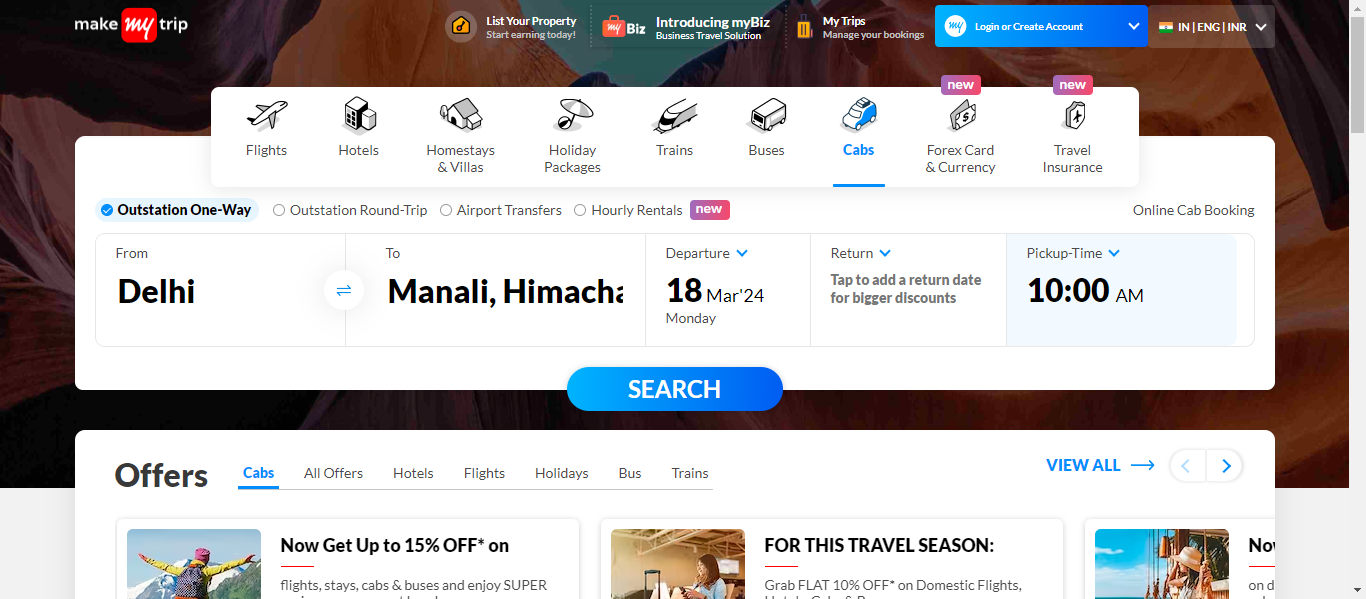 make my trip
List Your Property
Start earning today!
my Biz
Introducing myBiz
Business Travel Solution
My Trips
Manage your bookings
my
Login or Create Account
IN | ENG | INR
new
new
Flights
Hotels
Homestays
& Villas
Holiday
Packages
Trains
Buses
Cabs
Forex Card
& Currency
Travel
Insurance
Outstation One-Way
Outstation Round-Trip
Airport Transfers
Hourly Rentals new
Online Cab Booking
From
Delhi
To
Manali, Himacha
Departure
18 Mar'24
Monday
Return
Tap to add a return date
for bigger discounts
Pickup-Time
10:00 AM
SEARCH
Offers
Cabs
All Offers
Hotels
Flights
Holidays
Bus
Trains
VIEW ALL
Now Get Up to 15% OFF* on
flights, stays, cabs & buses and enjoy SUPER
FOR THIS TRAVEL SEASON:
Grab FLAT 10% OFF* on Domestic Flights,
on d